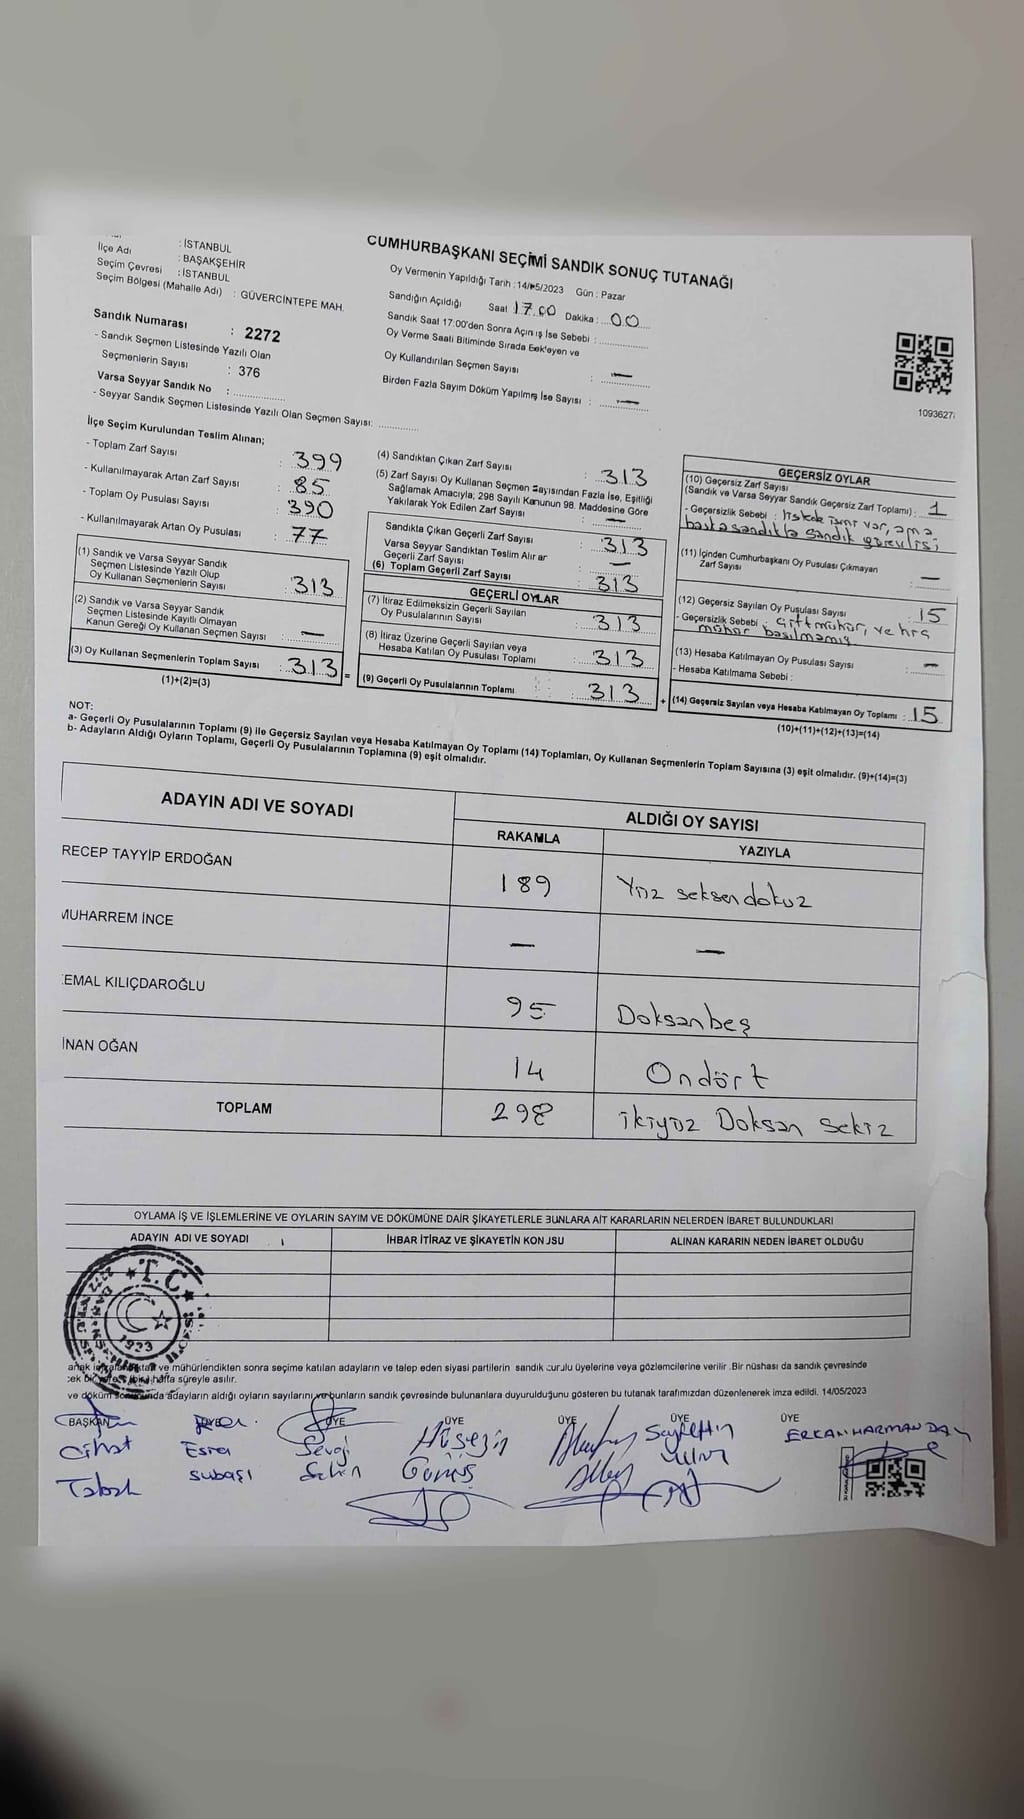 CUMHURBAŞKANI SEÇİMİ SANDIK SONUÇ TUTANAĞI
: İSTANBUL
İlçe Adı : BAŞAKŞEHİR
Seçim Çevresi : İSTANBUL
Seçim Bölgesi (Mahalle Adı) : GÜVERCİNTEPE MAH.
Sandık Numarası : 2272
- Sandık Seçmen Listesinde Yazılı Olan
Seçmenlerin Sayısı : 376
Varsa Seyyar Sandık No :
- Seyyar Sandık Seçmen Listesinde Yazılı Olan Seçmen Sayısı:
Oy Vermenin Yapıldığı Tarih : 14/05/2023 Gün : Pazar
Sandığın Açıldığı Saat 17.00 Dakika : 00
Sandık Saat 17:00'den Sonra Açılmış İse Sebebi :
Oy Verme Saati Bitiminde Sırada Bekleyen ve
Oy Kullandırılan Seçmen Sayısı : —
Birden Fazla Sayım Döküm Yapılmış İse Sayısı : —
1093627
İlçe Seçim Kurulundan Teslim Alınan;
- Toplam Zarf Sayısı : 399
- Kullanılmayarak Artan Zarf Sayısı : 85
- Toplam Oy Pusulası Sayısı : 390
- Kullanılmayarak Artan Oy Pusulası : 77
(1) Sandık ve Varsa Seyyar Sandık
Seçmen Listesinde Yazılı Olup
Oy Kullanan Seçmenlerin Sayısı : 313
(2) Sandık ve Varsa Seyyar Sandık
Seçmen Listesinde Kayıtlı Olmayan
Kanun Gereği Oy Kullanan Seçmen Sayısı : —
(3) Oy Kullanan Seçmenlerin Toplam Sayısı : 313 =
(1)+(2)=(3)
(4) Sandıktan Çıkan Zarf Sayısı : 313
(5) Zarf Sayısı Oy Kullanan Seçmen Sayısından Fazla İse, Eşitliği
Sağlamak Amacıyla; 298 Sayılı Kanunun 98. Maddesine Göre
Yakılarak Yok Edilen Zarf Sayısı : —
Sandıkta Çıkan Geçerli Zarf Sayısı : 313
Varsa Seyyar Sandıktan Teslim Alınan
Geçerli Zarf Sayısı : —
(6) Toplam Geçerli Zarf Sayısı : 313
GEÇERLİ OYLAR
(7) İtiraz Edilmeksizin Geçerli Sayılan
Oy Pusulalarının Sayısı : 313
(8) İtiraz Üzerine Geçerli Sayılan veya
Hesaba Katılan Oy Pusulası Toplamı : 313
(9) Geçerli Oy Pusulalarının Toplamı : 313 +
GEÇERSİZ OYLAR
(10) Geçersiz Zarf Sayısı
(Sandık ve Varsa Seyyar Sandık Geçersiz Zarf Toplamı) : 1
- Geçersizlik Sebebi : listede ismi var, ama
başka sandıkta sandık görevlisi
(11) İçinden Cumhurbaşkanı Oy Pusulası Çıkmayan
Zarf Sayısı : —
(12) Geçersiz Sayılan Oy Pusulası Sayısı : 15
- Geçersizlik Sebebi : Çift mühür, ve hiç
mühür basılmamış
(13) Hesaba Katılmayan Oy Pusulası Sayısı : —
- Hesaba Katılmama Sebebi :
(14) Geçersiz Sayılan veya Hesaba Katılmayan Oy Toplamı : 15
(10)+(11)+(12)+(13)=(14)
NOT:
a- Geçerli Oy Pusulalarının Toplamı (9) ile Geçersiz Sayılan veya Hesaba Katılmayan Oy Toplamı (14) Toplamları, Oy Kullanan Seçmenlerin Toplam Sayısına (3) eşit olmalıdır. (9)+(14)=(3)
b- Adayların Aldığı Oyların Toplamı, Geçerli Oy Pusulalarının Toplamına (9) eşit olmalıdır.
ADAYIN ADI VE SOYADI
ALDIĞI OY SAYISI
RAKAMLA YAZIYLA
RECEP TAYYİP ERDOĞAN 189 Yüz seksen dokuz
MUHARREM İNCE — —
EMAL KILIÇDAROĞLU 95 Doksanbeş
İNAN OĞAN 14 Ondört
TOPLAM 298 ikiyüz Doksan sekiz
OYLAMA İŞ VE İŞLEMLERİNE VE OYLARIN SAYIM VE DÖKÜMÜNE DAİR ŞİKAYETLERLE BUNLARA AİT KARARLARIN NELERDEN İBARET BULUNDUKLARI
ADAYIN ADI VE SOYADI İHBAR İTİRAZ VE ŞİKAYETİN KONUSU ALINAN KARARIN NEDEN İBARET OLDUĞU
T.C.
1923
ve mühürlendikten sonra seçime katılan adayların ve talep eden siyasi partilerin sandık kurulu üyelerine veya gözlemcilerine verilir. Bir nüshası da sandık çevresinde
hafta süreyle asılır.
ve döküm sonucunda adayların aldığı oyların sayılarını ve bunların sandık çevresinde bulunanlara duyurulduğunu gösteren bu tutanak tarafımızdan düzenlenerek imza edildi. 14/05/2023
BAŞKAN ÜYE ÜYE ÜYE ÜYE ÜYE
Cihat Esra Sevgi Hüseyin Seyfettin ERKAN HARMANDA
Subaşı Şahin Gümüş